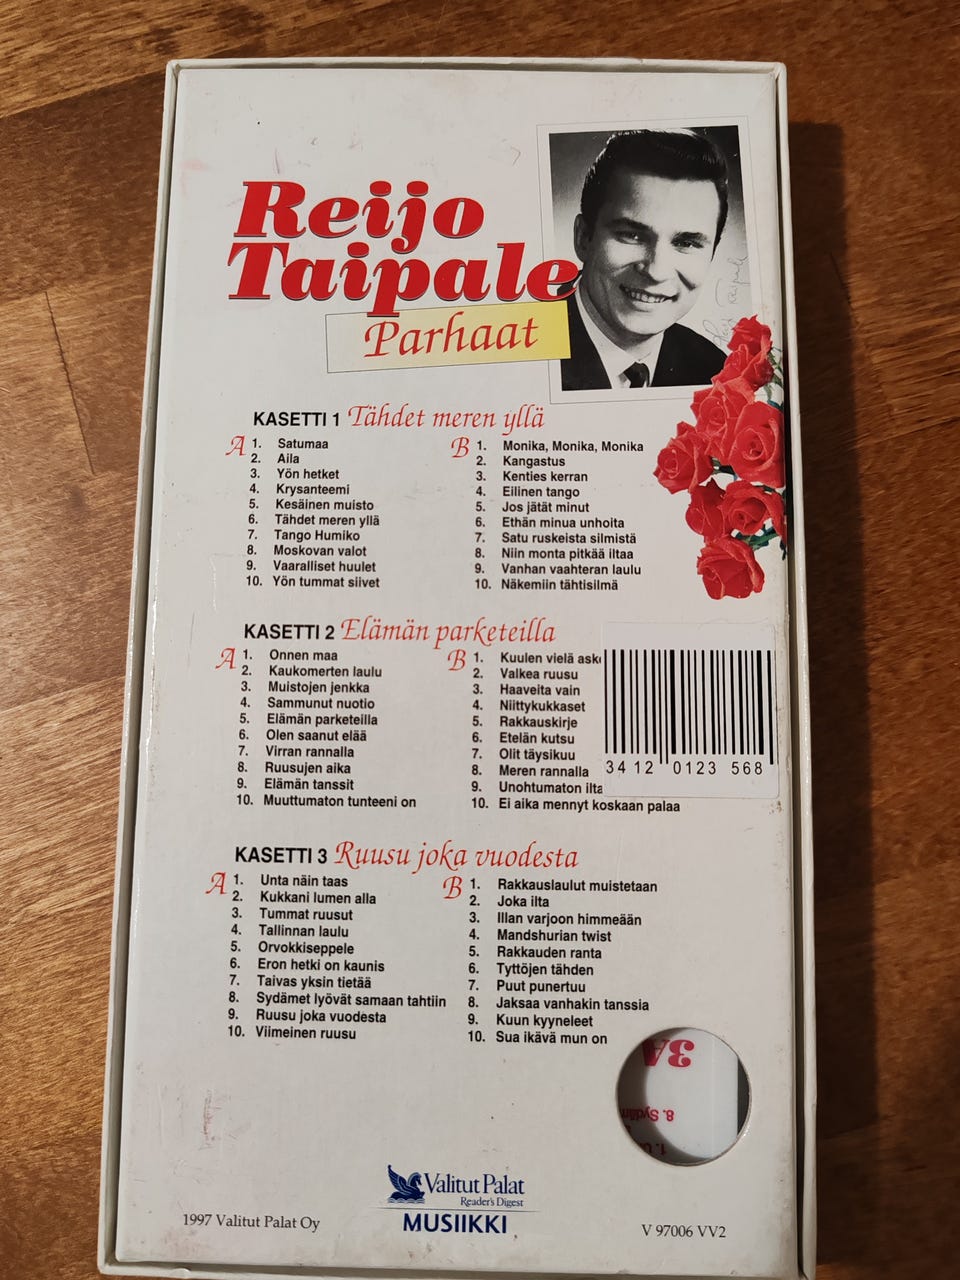 Reijo
Taipale
Parhaat
KASETTI 1 Tähdet meren yllä
A
1. Satumaa
2. Aila
3. Yön hetket
4. Krysanteemi
5. Kesäinen muisto
6. Tähdet meren yllä
7. Tango Humiko
8. Moskovan valot
9. Vaaralliset huulet
10. Yön tummat siivet
B
1. Monika, Monika, Monika
2. Kangastus
3. Kenties kerran
4. Eilinen tango
5. Jos jätät minut
6. Ethän minua unhoita
7. Satu ruskeista silmistä
8. Niin monta pitkää iltaa
9. Vanhan vaahteran laulu
10. Näkemiin tähtisilmä
KASETTI 2 Elämän parketeilla
A
1. Onnen maa
2. Kaukomerten laulu
3. Muistojen jenkka
4. Sammunut nuotio
5. Elämän parketeilla
6. Olen saanut elää
7. Virran rannalla
8. Ruusujen aika
9. Elämän tanssit
10. Muuttumaton tunteeni on
B
1. Kuulen vielä
2. Valkea ruusu
3. Haaveita vain
4. Niittykukkaset
5. Rakkauskirje
6. Etelän kutsu
7. Olit täysikuu
8. Meren rannalla
9. Unohtumaton ilta
10. Ei aika mennyt koskaan palaa
3412 0123 568
KASETTI 3 Ruusu joka vuodesta
A
1. Unta näin taas
2. Kukkani lumen alla
3. Tummat ruusut
4. Tallinnan laulu
5. Orvokkiseppele
6. Eron hetki on kaunis
7. Taivas yksin tietää
8. Sydämet lyövät samaan tahtiin
9. Ruusu joka vuodesta
10. Viimeinen ruusu
B
1. Rakkauslaulut muistetaan
2. Joka ilta
3. Illan varjoon himmeään
4. Mandshurian twist
5. Rakkauden ranta
6. Tyttöjen tähden
7. Puut punertuu
8. Jaksaa vanhakin tanssia
9. Kuun kyyneleet
10. Sua ikävä mun on
3A
8.
1.
Valitut Palat
Reader's Digest
MUSIIKKI
1997 Valitut Palat Oy
V 97006 VV2